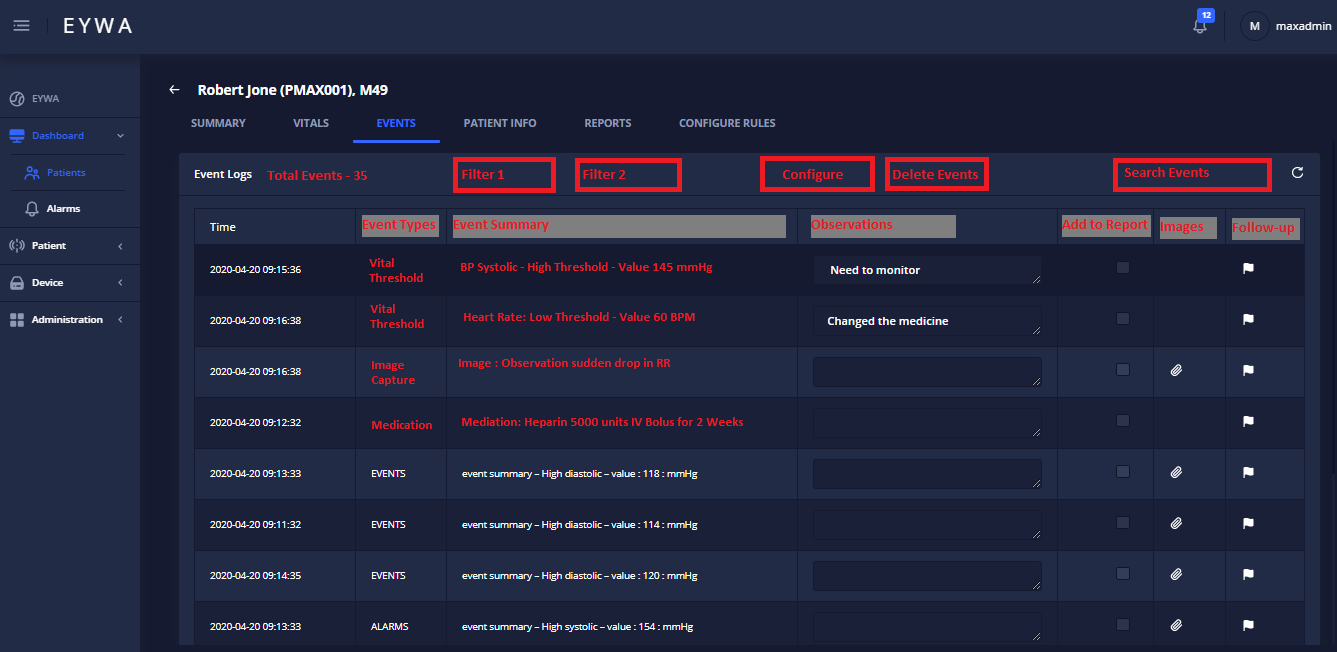 EYWA
12
M
maxadmin
EYWA
Dashboard
Patients
Alarms
Patient
Device
Administration
Robert Jone (PMAX001), M49
SUMMARY VITALS EVENTS PATIENT INFO REPORTS CONFIGURE RULES
Event Logs Total Events - 35 Filter 1 Filter 2 Configure Delete Events Search Events
Time Event Types Event Summary Observations Add to Report Images Follow-up
2020-04-20 09:15:36 Vital
Threshold BP Systolic - High Threshold - Value 145 mmHg Need to monitor
2020-04-20 09:16:38 Vital
Threshold Heart Rate: Low Threshold - Value 60 BPM Changed the medicine
2020-04-20 09:16:38 Image
Capture Image : Observation sudden drop in RR
2020-04-20 09:12:32 Medication Mediation: Heparin 5000 units IV Bolus for 2 Weeks
2020-04-20 09:13:33 EVENTS event summary – High diastolic – value : 118 : mmHg
2020-04-20 09:11:32 EVENTS event summary – High diastolic – value : 114 : mmHg
2020-04-20 09:14:35 EVENTS event summary – High diastolic – value : 120 : mmHg
2020-04-20 09:13:33 ALARMS event summary – High systolic – value : 154 : mmHg